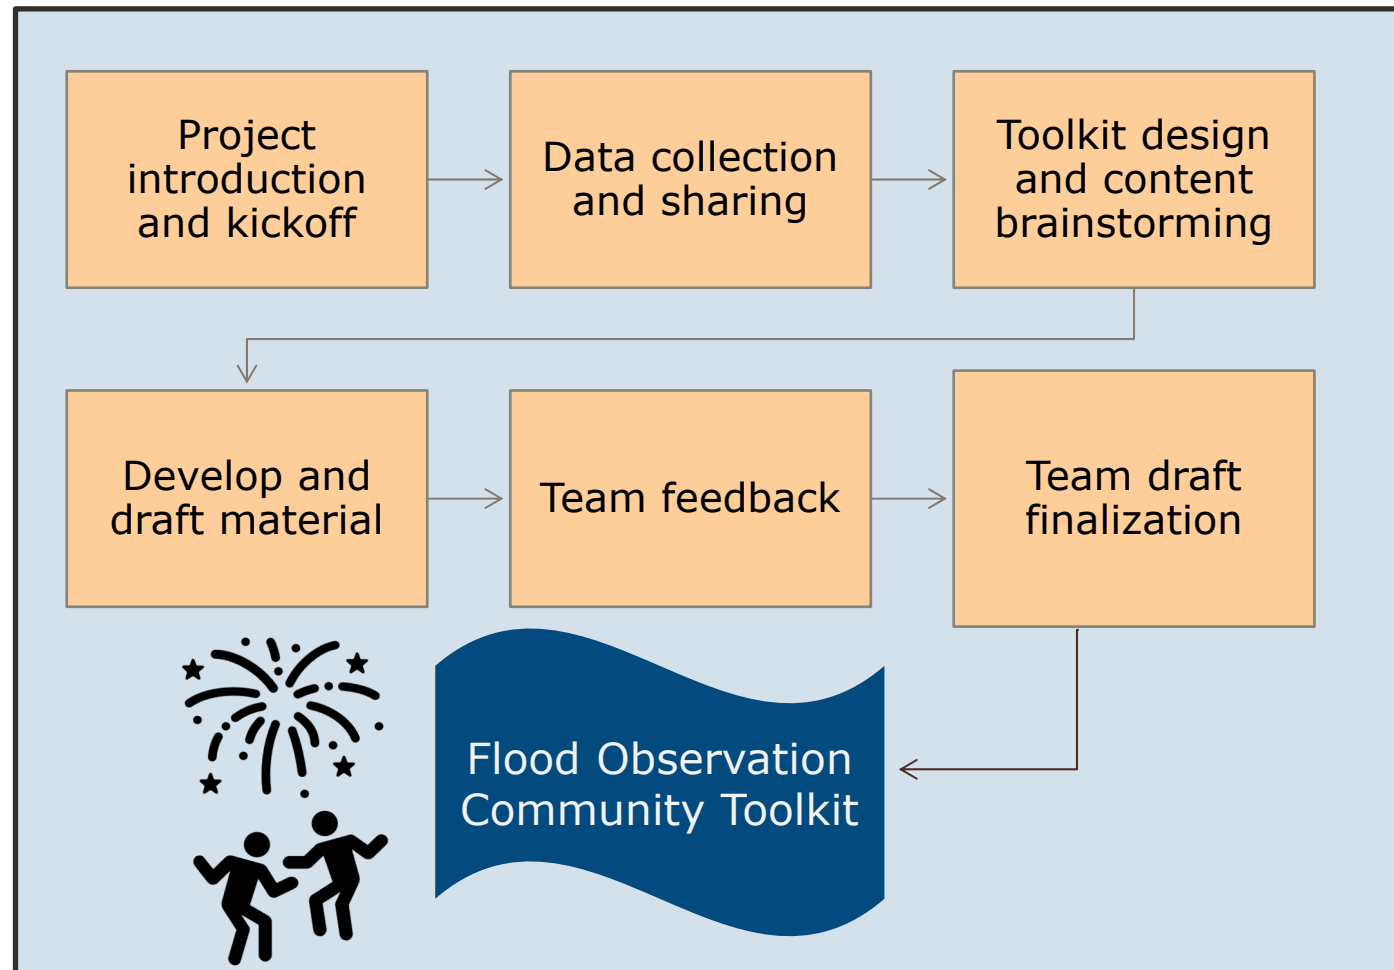 Project
introduction
and kickoff
Data collection
and sharing
Toolkit design
and content
brainstorming
Develop and
draft material
Team feedback
Team draft
finalization
Flood Observation
Community Toolkit